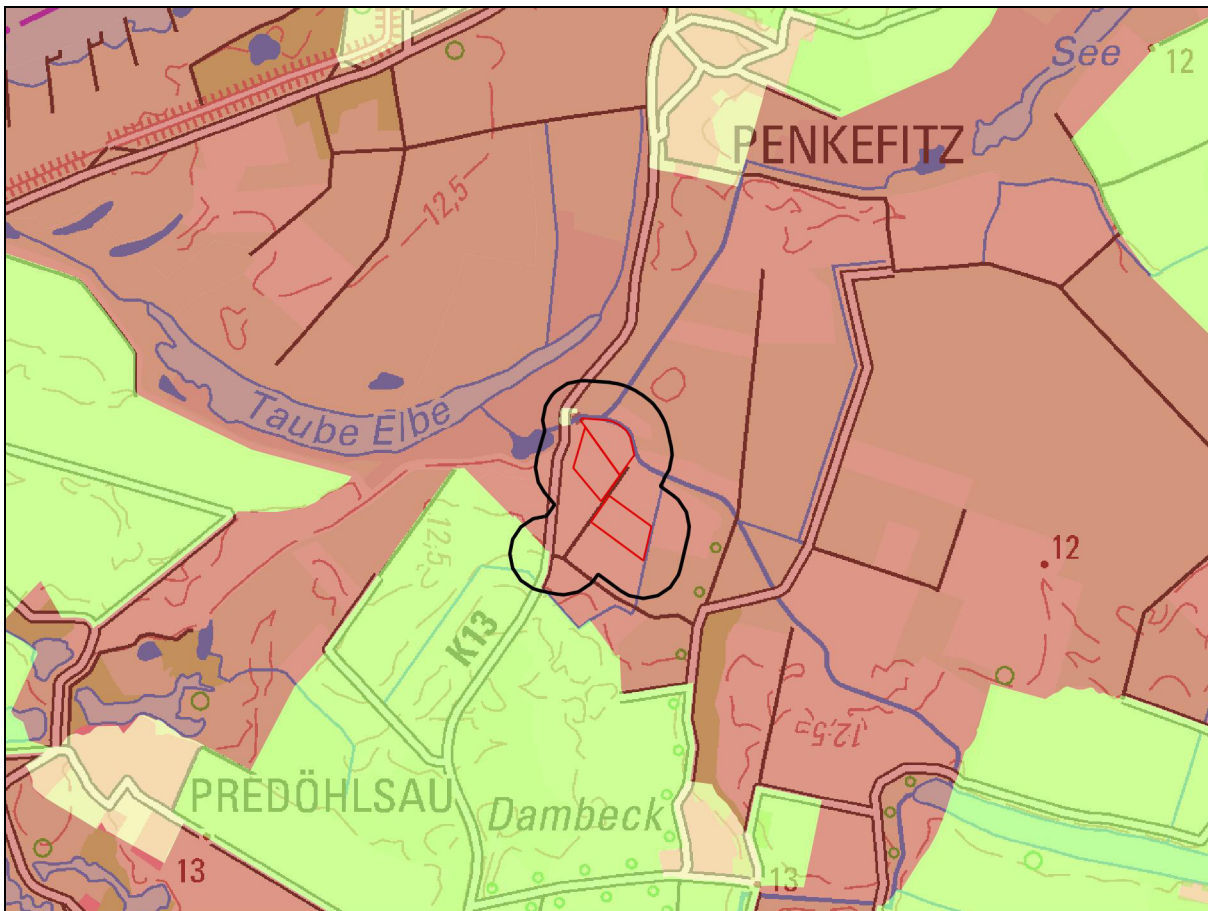 See
12
PENKEFITZ
12,5
Taube Elbe
12,5
12
K13
12,5
PREDÖHLSAU
Dambeck
13
13